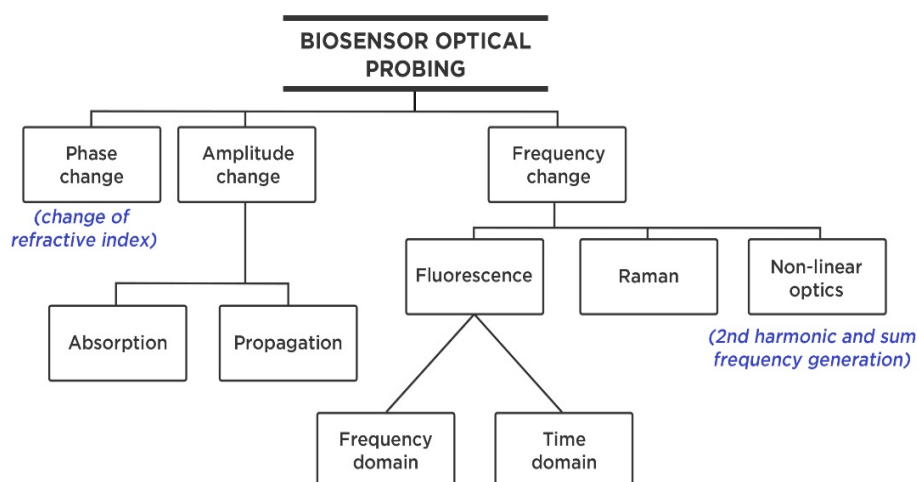 BIOSENSOR OPTICAL
PROBING
Phase
change
Amplitude
change
Frequency
change
(change of
refractive index)
Fluorescence
Raman
Non-linear
optics
Absorption
Propagation
(2nd harmonic and sum
frequency generation)
Frequency
domain
Time
domain